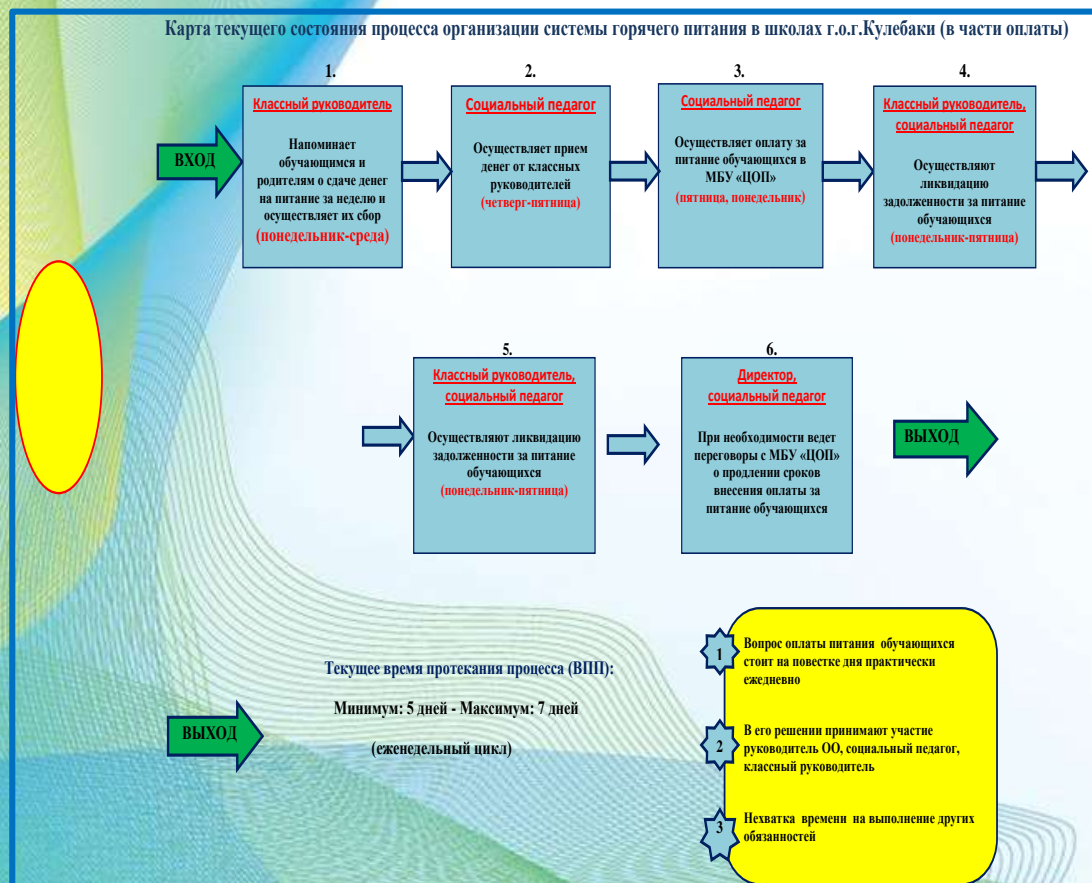 Карта текущего состояния процесса организации системы горячего питания в школах г.о.г.Кулебаки (в части оплаты)
ВХОД
1.
Классный руководитель
Напоминает
обучающимся и
родителям о сдаче денег
на питание за неделю и
осуществляет их сбор
(понедельник-среда)
2.
Социальный педагог
Осуществляет прием
денег от классных
руководителей
(четверг-пятница)
3.
Социальный педагог
Осуществляет оплату за
питание обучающихся в
МБУ «ЦОП»
(пятница, понедельник)
4.
Классный руководитель,
социальный педагог
Осуществляют
ликвидацию
задолженности за питание
обучающихся
(понедельник-пятница)
5.
Классный руководитель,
социальный педагог
Осуществляют ликвидацию
задолженности за питание
обучающихся
(понедельник-пятница)
6.
Директор,
социальный педагог
При необходимости ведет
переговоры с МБУ «ЦОП»
о продлении сроков
внесения оплаты за
питание обучающихся
ВЫХОД
ВЫХОД
Текущее время протекания процесса (ВПП):
Минимум: 5 дней - Максимум: 7 дней
(еженедельный цикл)
1
Вопрос оплаты питания обучающихся
стоит на повестке дня практически
ежедневно
2
В его решении принимают участие
руководитель ОО, социальный педагог,
классный руководитель
3
Нехватка времени на выполнение других
обязанностей